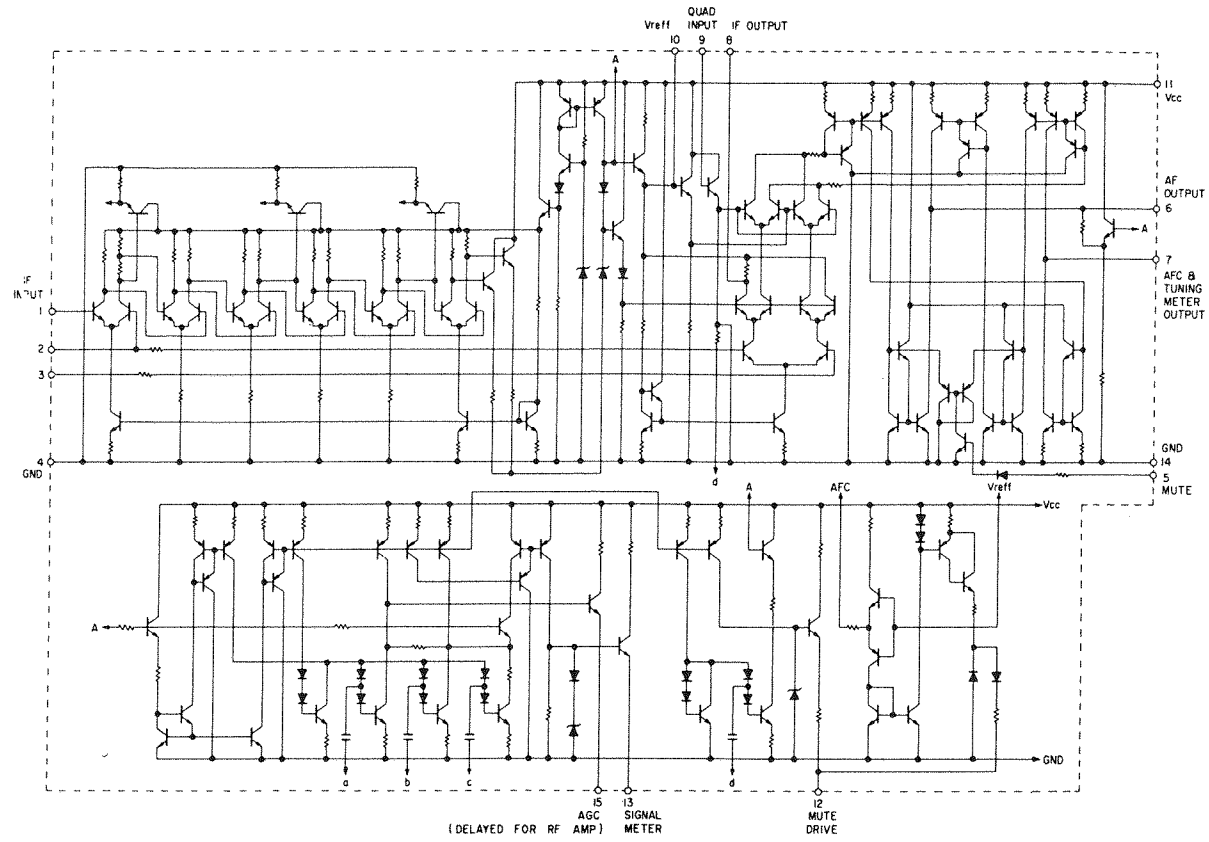 QUAD
Vreff INPUT IF OUTPUT
10 9 8
A
11
Vcc
AF
OUTPUT
6
A
7
AFC &
TUNING
METER
OUTPUT
IF
INPUT
1
2
3
4
GND
GND
14
5
MUTE
d
A
AFC
Vreff
Vcc
A
GND
a
b
c
d
15 13 12
AGC SIGNAL MUTE
(DELAYED FOR RF AMP) METER DRIVE